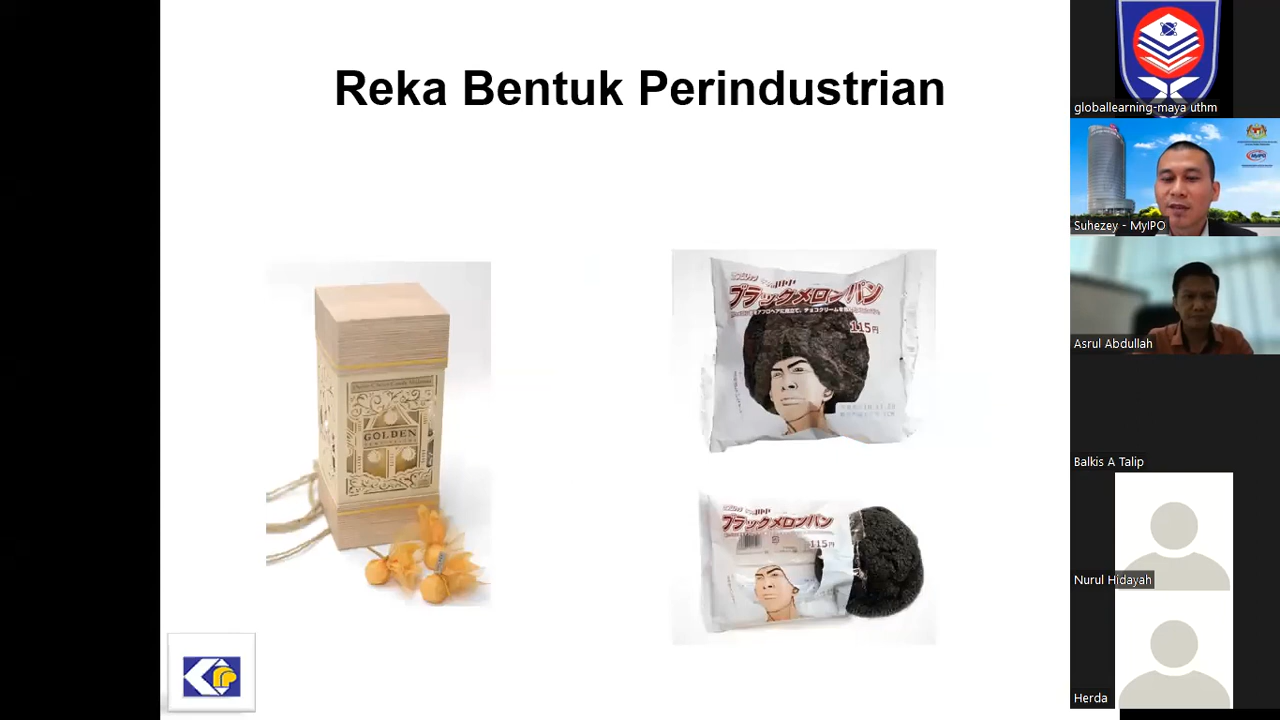 Reka Bentuk Perindustrian
GOLDEN
ブラックメロンパン
115円
ブラックメロンパン
115円
globallearning-maya uthm
MyIPO
Suhezey - MyIPO
Asrul Abdullah
Balkis A Talip
Nurul Hidayah
Herda